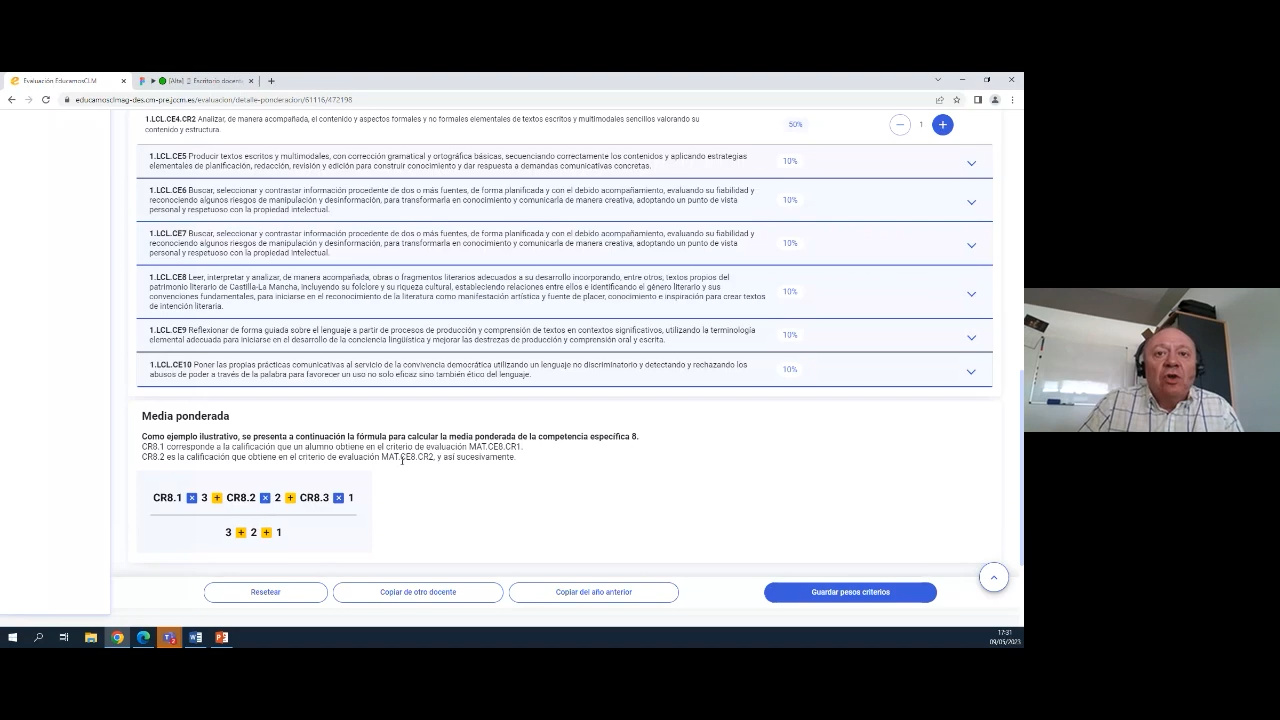 Evaluación EducamosCLM
[Alta]
Escritorio docente
educamosclmag-des.cm-pre.jccm.es/evaluacion/detalle-ponderacion/61116/472198
1.LCL.CE4.CR2 Analizar, de manera acompañada, el contenido y aspectos formales y no formales elementales de textos escritos y multimodales sencillos valorando su
contenido y estructura.
50%
1
1.LCL.CE5 Producir textos escritos y multimodales, con corrección gramatical y ortográfica básicas, secuenciando correctamente los contenidos y aplicando estrategias
elementales de planificación, redacción, revisión y edición para construir conocimiento y dar respuesta a demandas comunicativas concretas.
10%
1.LCL.CE6 Buscar, seleccionar y contrastar información procedente de dos o más fuentes, de forma planificada y con el debido acompañamiento, evaluando su fiabilidad y
reconociendo algunos riesgos de manipulación y desinformación, para transformarla en conocimiento y comunicarla de manera creativa, adoptando un punto de vista
personal y respetuoso con la propiedad intelectual.
10%
1.LCL.CE7 Buscar, seleccionar y contrastar información procedente de dos o más fuentes, de forma planificada y con el debido acompañamiento, evaluando su fiabilidad y
reconociendo algunos riesgos de manipulación y desinformación, para transformarla en conocimiento y comunicarla de manera creativa, adoptando un punto de vista
personal y respetuoso con la propiedad intelectual.
10%
1.LCL.CE8 Leer, interpretar y analizar, de manera acompañada, obras o fragmentos literarios adecuados a su desarrollo incorporando, entre otros, textos propios del
patrimonio literario de Castilla-La Mancha, incluyendo su folclore y su riqueza cultural, estableciendo relaciones entre ellos e identificando el género literario y sus
convenciones fundamentales, para iniciarse en el reconocimiento de la literatura como manifestación artística y fuente de placer, conocimiento e inspiración para crear textos
de intención literaria.
10%
1.LCL.CE9 Reflexionar de forma guiada sobre el lenguaje a partir de procesos de producción y comprensión de textos en contextos significativos, utilizando la terminología
elemental adecuada para iniciarse en el desarrollo de la conciencia lingüística y mejorar las destrezas de producción y comprensión oral y escrita.
10%
1.LCL.CE10 Poner las propias prácticas comunicativas al servicio de la convivencia democrática utilizando un lenguaje no discriminatorio y detectando y rechazando los
abusos de poder a través de la palabra para favorecer un uso no solo eficaz sino también ético del lenguaje.
10%
Media ponderada
Como ejemplo ilustrativo, se presenta a continuación la fórmula para calcular la media ponderada de la competencia específica 8.
CR8.1 corresponde a la calificación que un alumno obtiene en el criterio de evaluación MAT.CE8.CR1.
CR8.2 es la calificación que obtiene en el criterio de evaluación MAT.CE8.CR2, y así sucesivamente.
CR8.1 × 3 + CR8.2 × 2 + CR8.3 × 1
3 + 2 + 1
Resetear
Copiar de otro docente
Copiar del año anterior
Guardar pesos criterios
17:31
09/05/2023